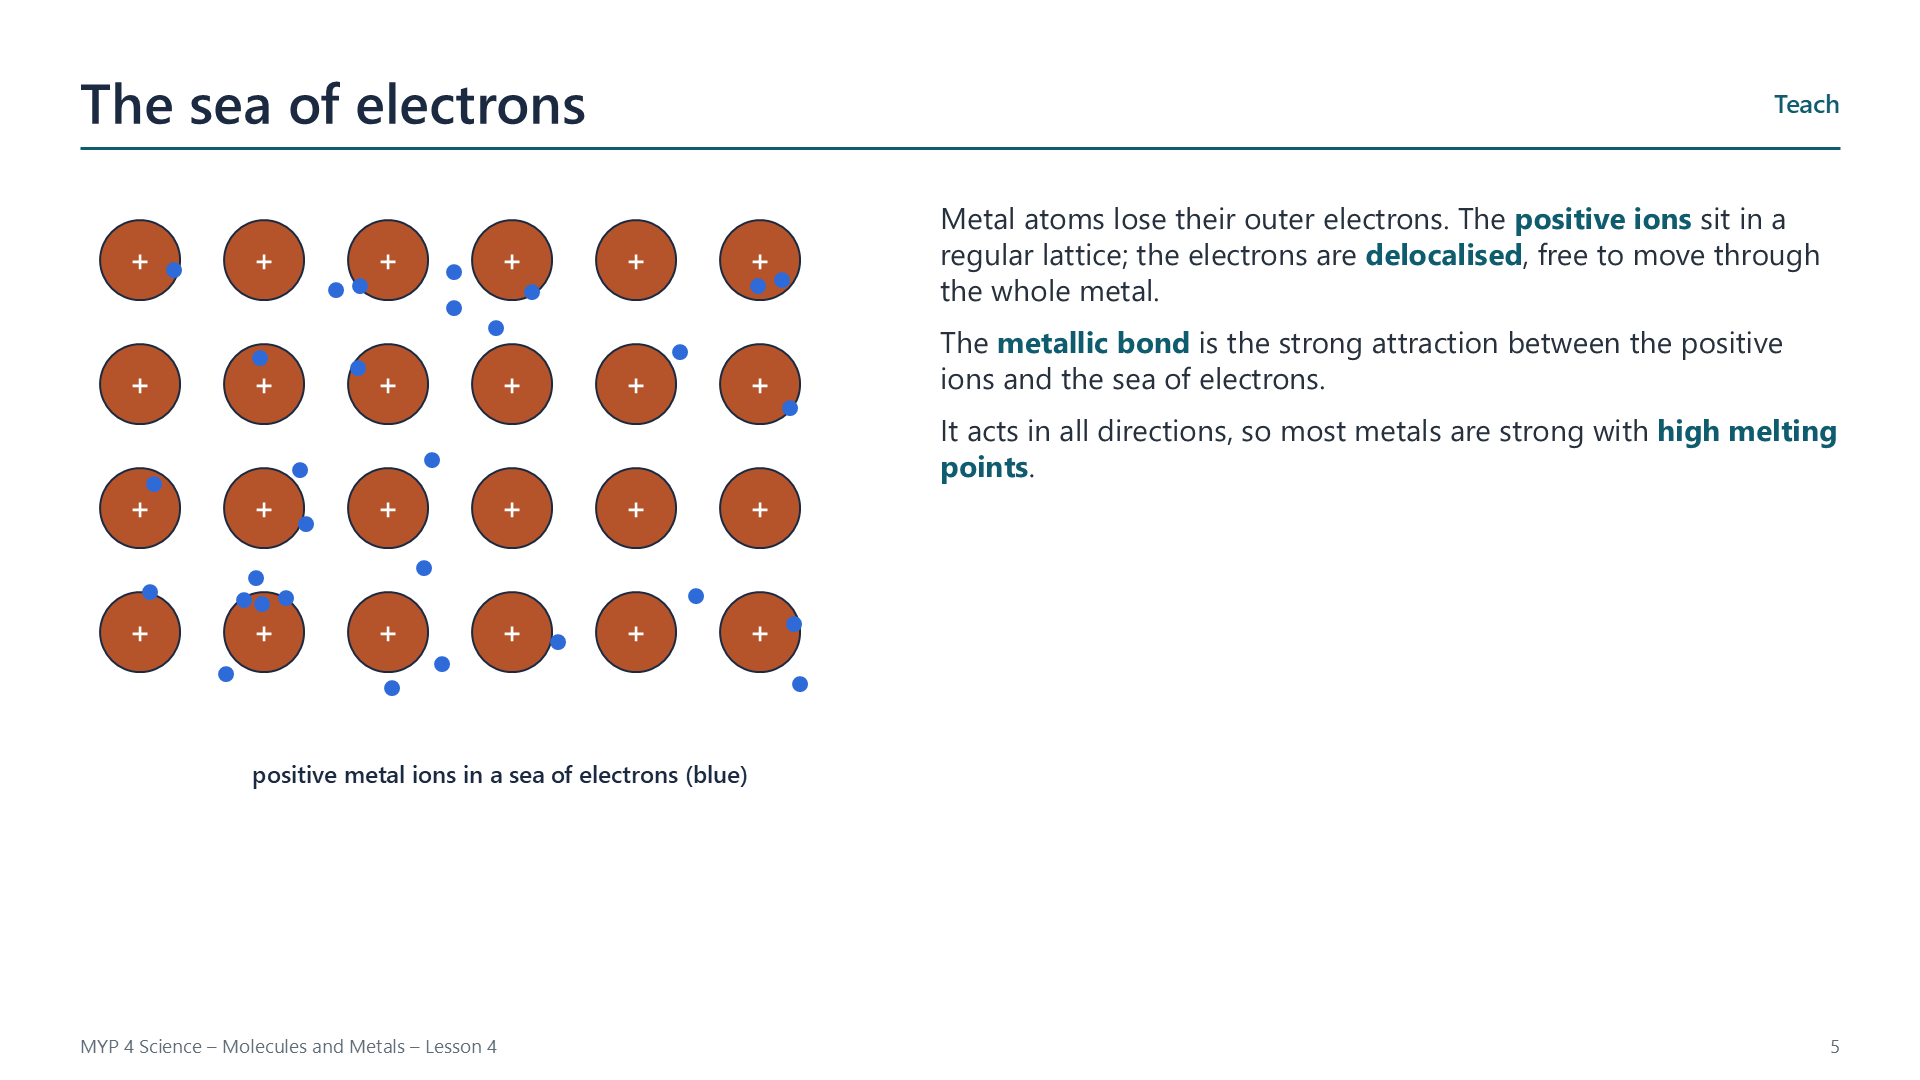 The sea of electrons
Teach
+ + + + + +
+ + + + + +
+ + + + + +
+ + + + + +
positive metal ions in a sea of electrons (blue)
Metal atoms lose their outer electrons. The positive ions sit in a
regular lattice; the electrons are delocalised, free to move through
the whole metal.
The metallic bond is the strong attraction between the positive
ions and the sea of electrons.
It acts in all directions, so most metals are strong with high melting
points.
MYP 4 Science – Molecules and Metals – Lesson 4
5